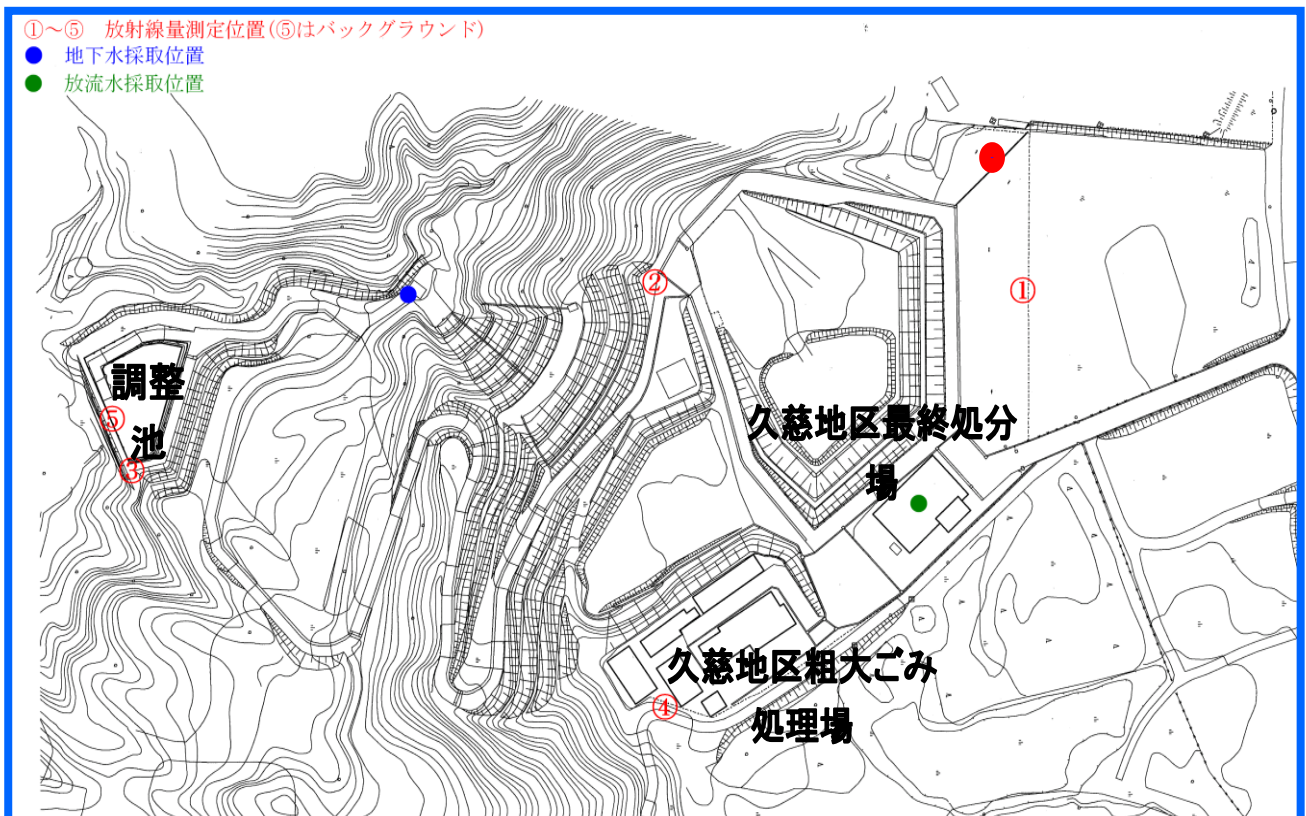 ①～⑤ 放射線量測定位置(⑤はバックグラウンド)
● 地下水採取位置
● 放流水採取位置
②
①
調整
池
⑤
③
久慈地区最終処分
場
久慈地区粗大ごみ
処理場
④